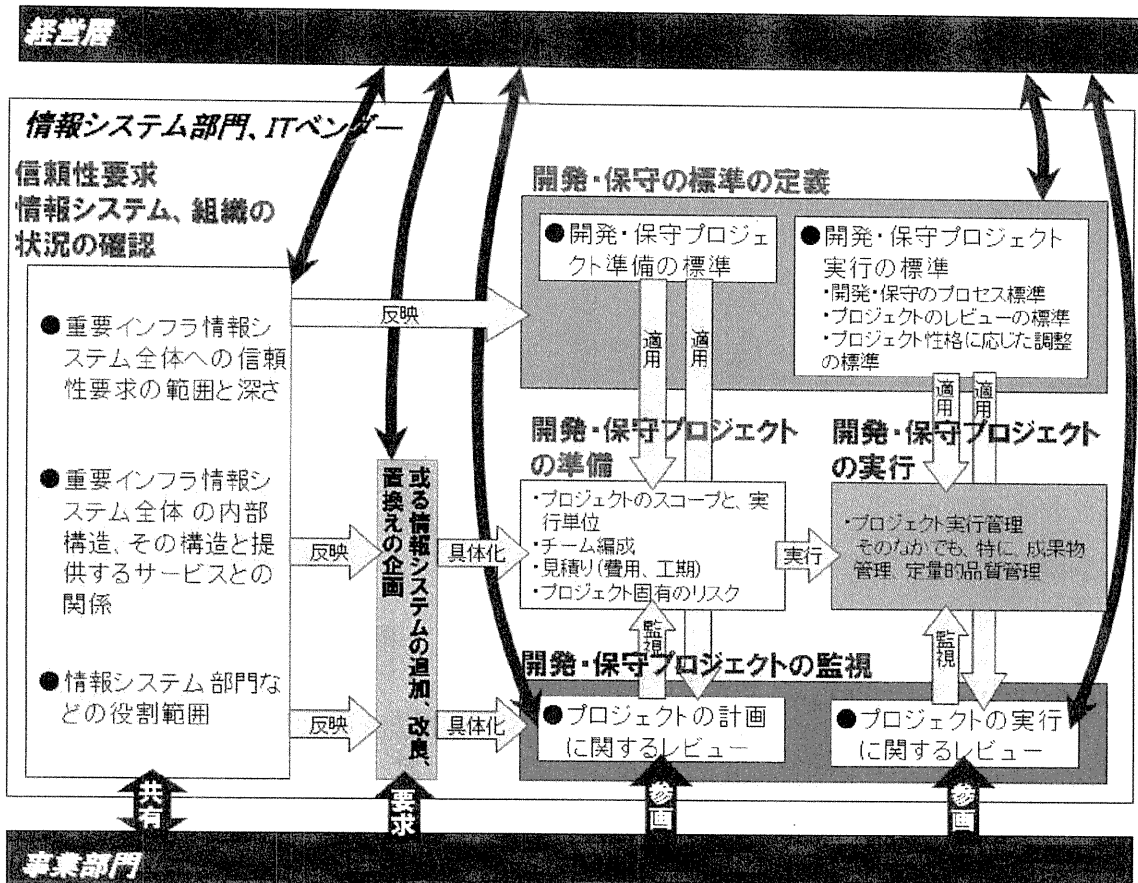 経営層
情報システム部門、ITベンダー
信頼性要求
情報システム、組織の
状況の確認
●重要インフラ情報シ
ステム全体への信頼
性要求の範囲と深さ
●重要インフラ情報シ
ステム全体 の内部
構造、その構造と提
供するサービスとの
関係
●情報システム部門な
どの役割範囲
反映
反映
反映
或る情報システムの追加、改良、
置換えの企画
具体化
具体化
開発・保守の標準の定義
●開発・保守プロジェ
クト準備の標準
●開発・保守プロジェクト
実行の標準
・開発・保守のプロセス標準
・プロジェクトのレビューの標準
・プロジェクト性格に応じた調整
の標準
適用
適用
適用
適用
開発・保守プロジェクト
の準備
・プロジェクトのスコープと、実
行単位
・チーム編成
・見積り(費用、工期)
・プロジェクト固有のリスク
実行
開発・保守プロジェクト
の実行
・プロジェクト実行管理
そのなかでも、特に、成果物
管理、定量的品質管理
監視
監視
開発・保守プロジェクトの監視
●プロジェクトの計画
に関するレビュー
●プロジェクトの実行
に関するレビュー
共有
要求
参画
参画
事業部門